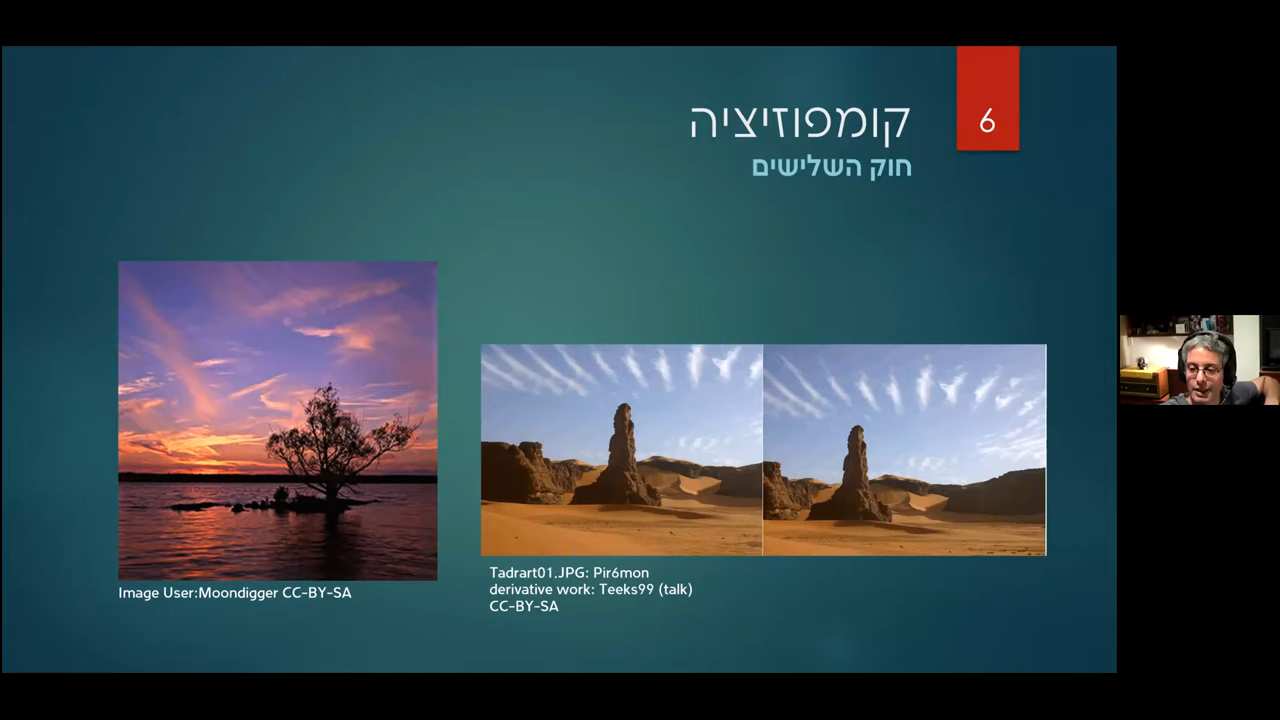 6
קומפוזיציה
חוק השלישים
Image User:Moondigger CC-BY-SA
Tadrart01.JPG: Pir6mon
derivative work: Teeks99 (talk)
CC-BY-SA